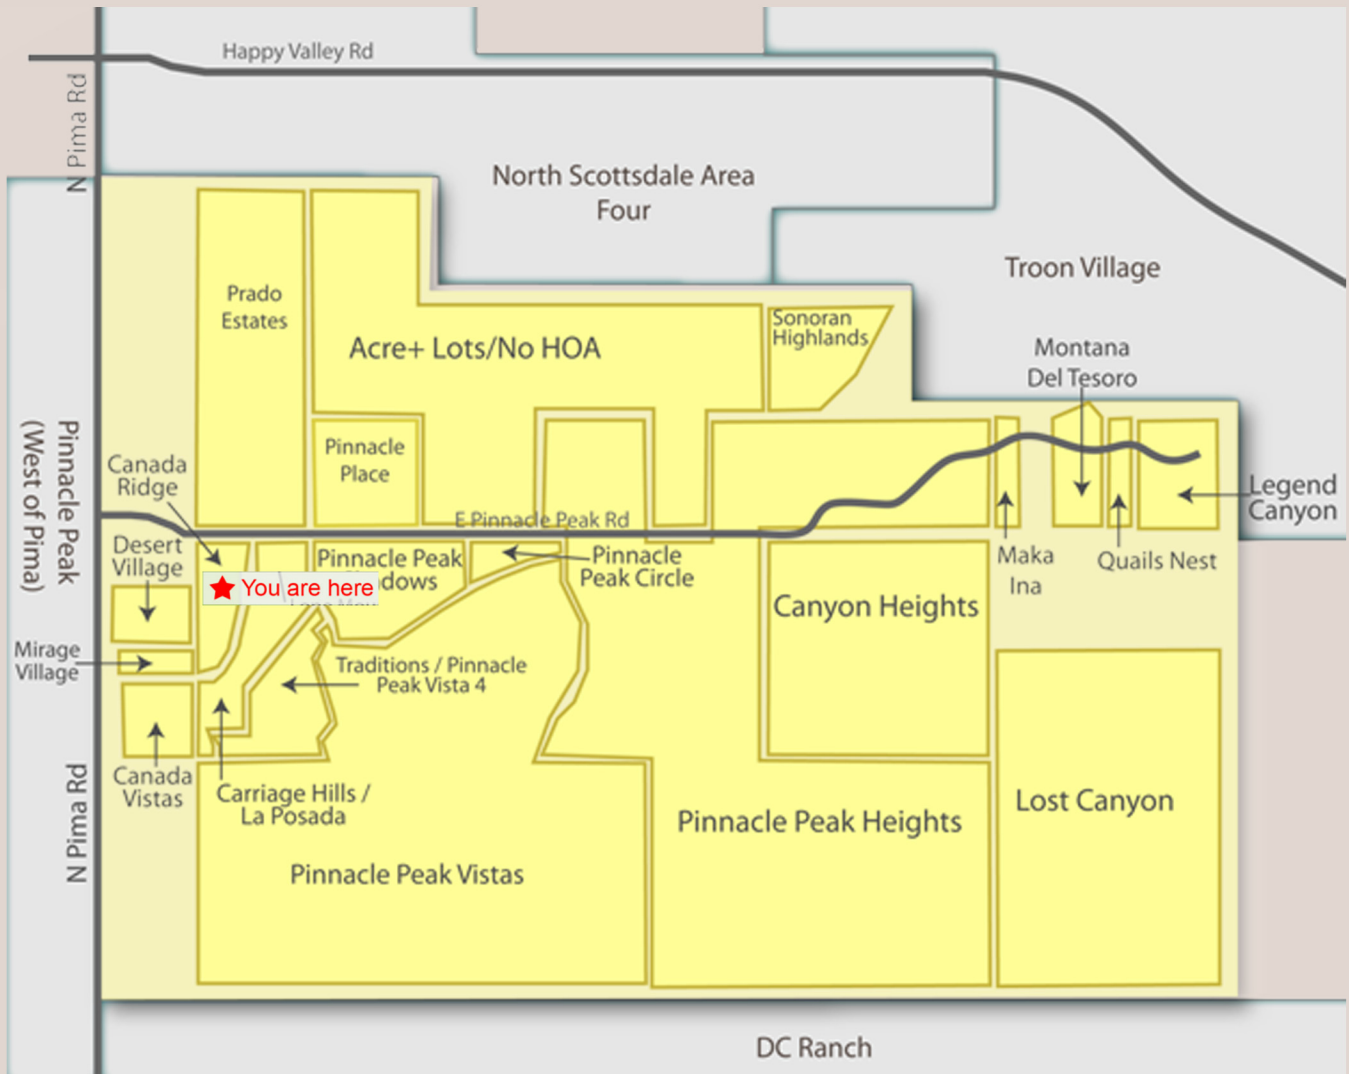 Happy Valley Rd
N Pima Rd
North Scottsdale Area
Four
Troon Village
Prado
Estates
Acre+ Lots/No HOA
Sonoran
Highlands
Montana
Del Tesoro
Pinnacle Peak
(West of Pima)
Canada
Ridge
Pinnacle
Place
E Pinnacle Peak Rd
Legend
Canyon
Desert
Village
Pinnacle Peak
You are here
Pinnacle
Peak Circle
Maka
Ina
Quails Nest
Canyon Heights
Mirage
Village
Traditions / Pinnacle
Peak Vista 4
N Pima Rd
Canada
Vistas
Carriage Hills /
La Posada
Pinnacle Peak Vistas
Pinnacle Peak Heights
Lost Canyon
DC Ranch